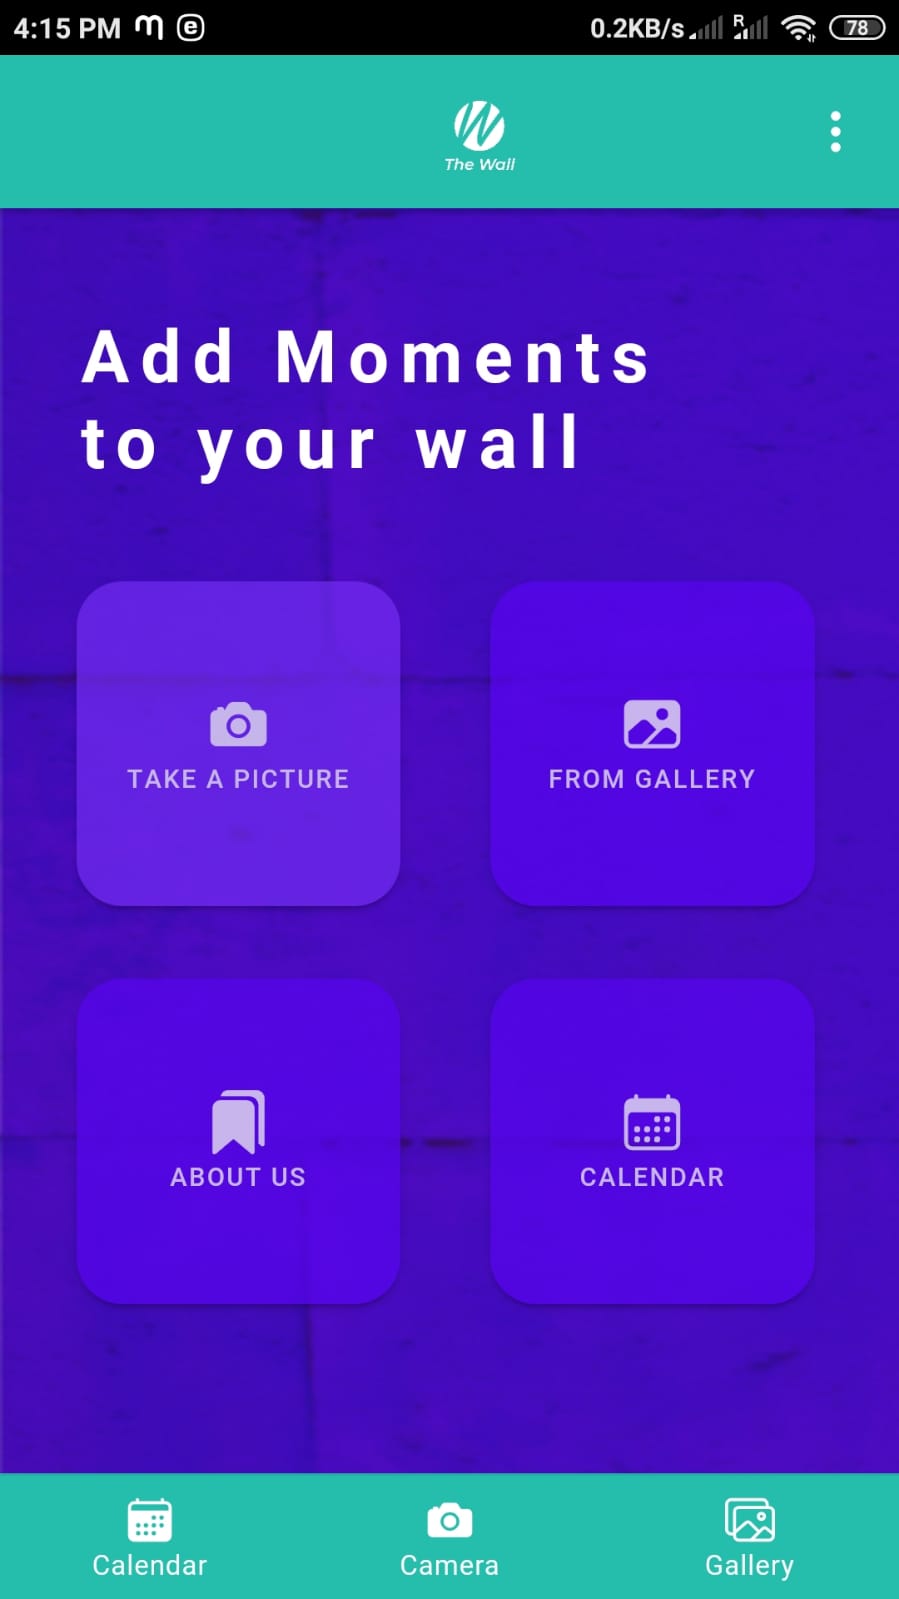 4:15 PM
0.2KB/s
R
78
The Wall
Add Moments
to your wall
TAKE A PICTURE
FROM GALLERY
ABOUT US
CALENDAR
Calendar
Camera
Gallery